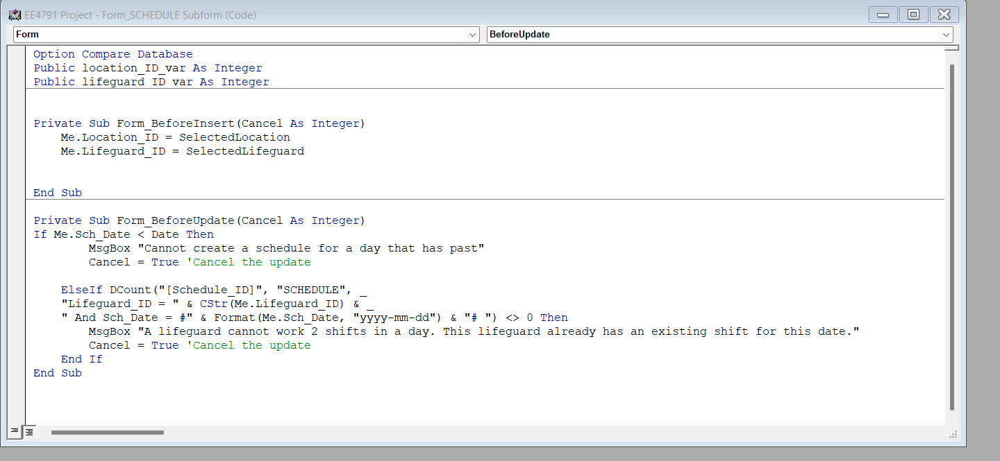 EE4791 Project - Form_SCHEDULE Subform (Code)
Form
BeforeUpdate
Option Compare Database
Public location_ID_var As Integer
Public lifeguard_ID_var As Integer
Private Sub Form_BeforeInsert(Cancel As Integer)
    Me.Location_ID = SelectedLocation
    Me.Lifeguard_ID = SelectedLifeguard
End Sub
Private Sub Form_BeforeUpdate(Cancel As Integer)
If Me.Sch_Date < Date Then
        MsgBox "Cannot create a schedule for a day that has past"
        Cancel = True 'Cancel the update
    ElseIf DCount("[Schedule_ID]", "SCHEDULE", _
    "Lifeguard_ID = " & CStr(Me.Lifeguard_ID) & _
    " And Sch_Date = #" & Format(Me.Sch_Date, "yyyy-mm-dd") & "# ") <> 0 Then
        MsgBox "A lifeguard cannot work 2 shifts in a day. This lifeguard already has an existing shift for this date."
        Cancel = True 'Cancel the update
    End If
End Sub